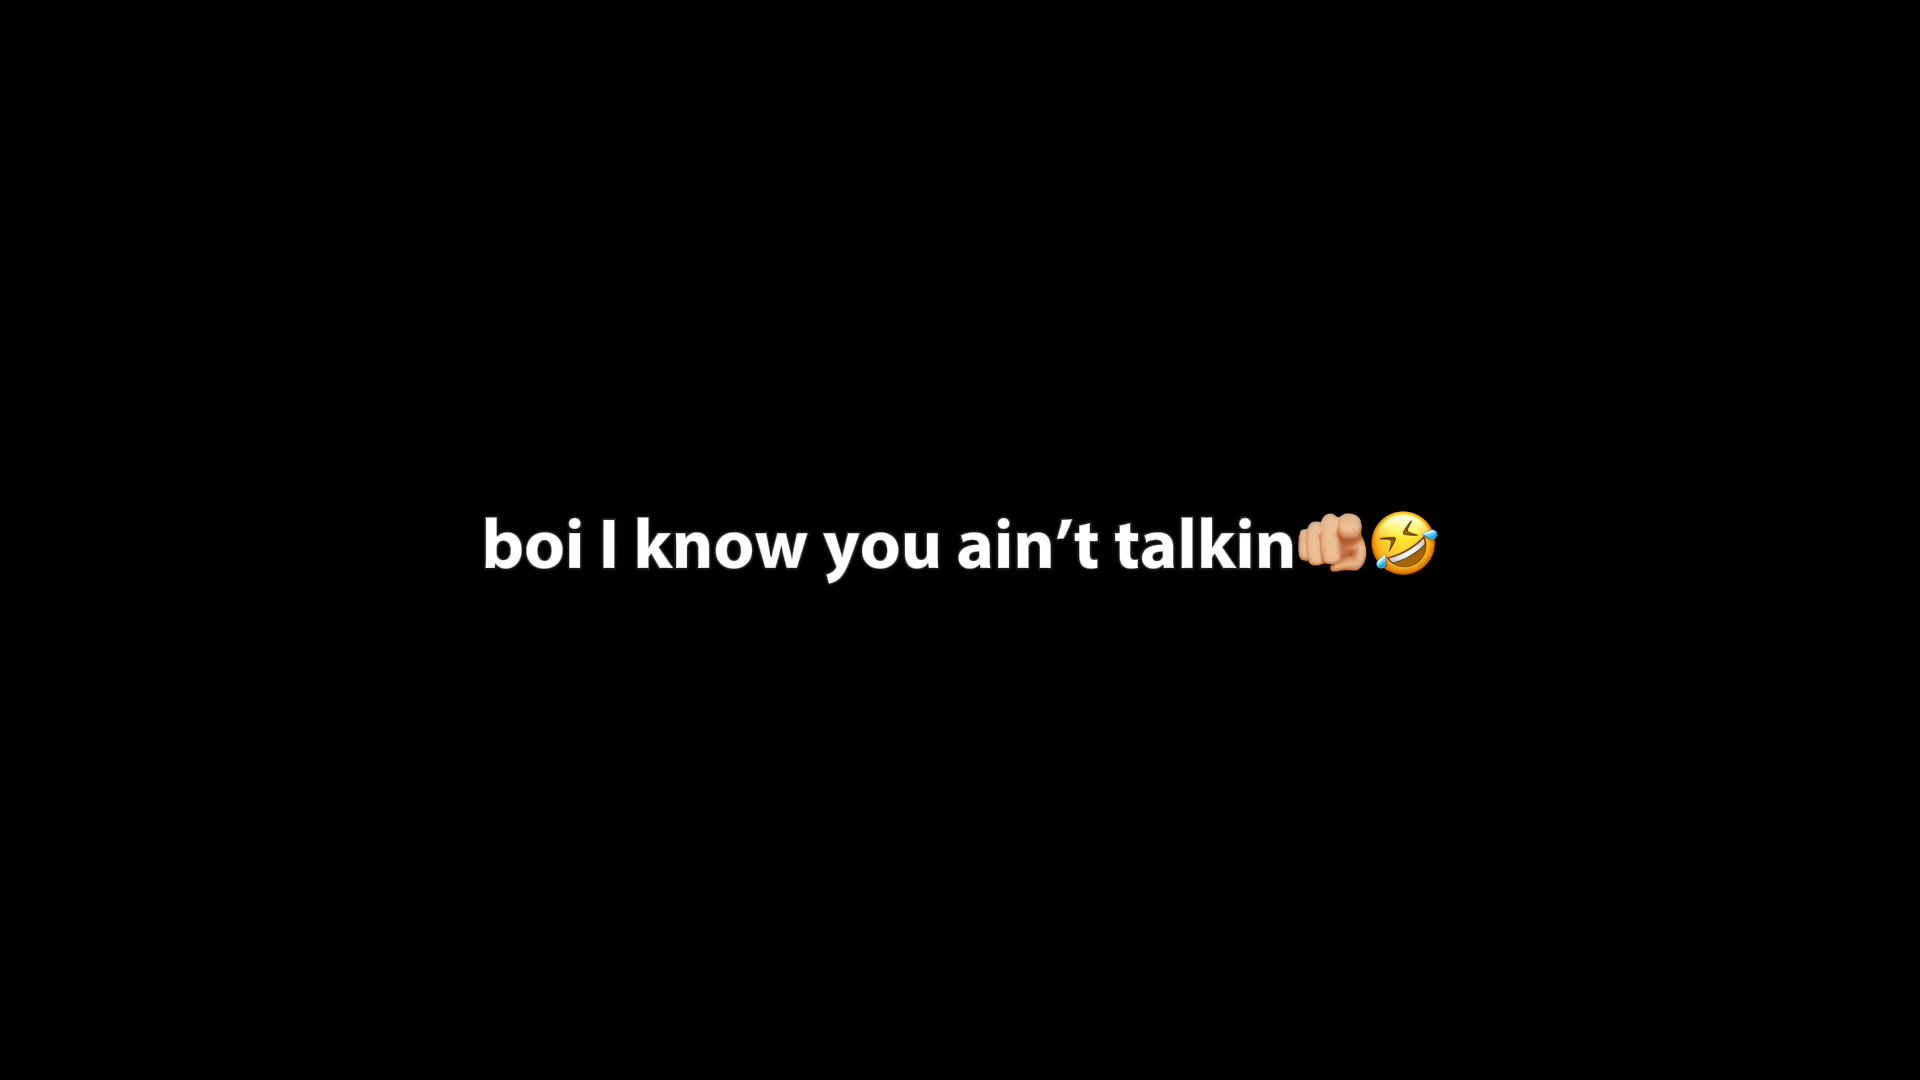 boi I know you ain’t talkin🫵🏼🤣